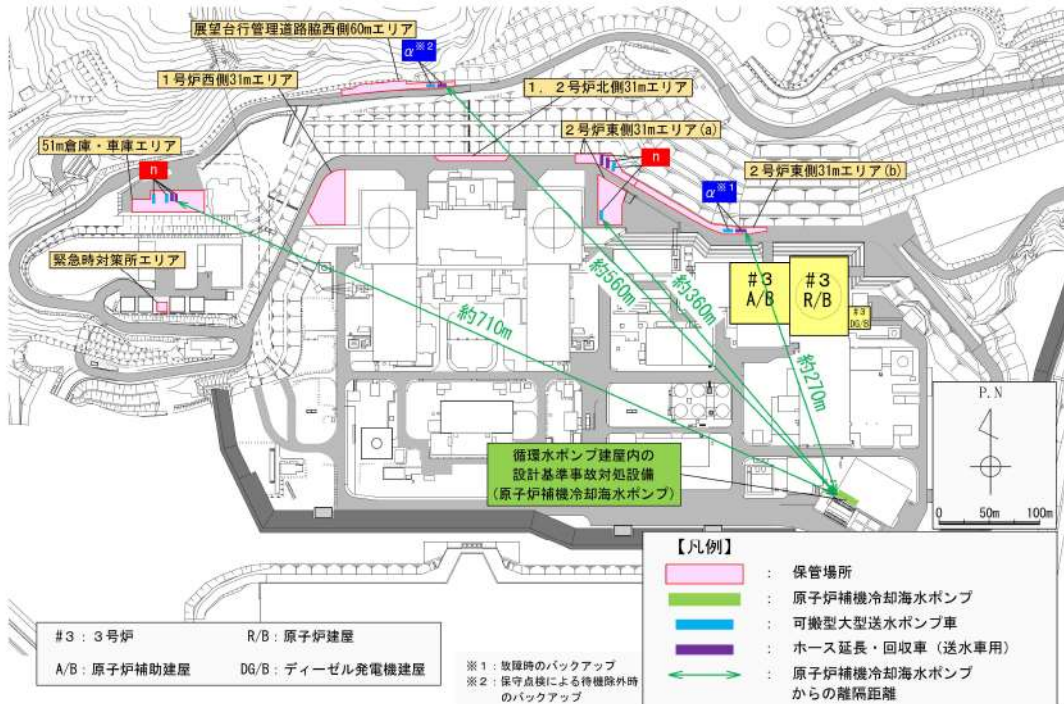 展望台行管理道路脇西側60mエリア
α※2
1号炉西側31mエリア
1，2号炉北側31mエリア
51m倉庫・車庫エリア
n
2号炉東側31mエリア(a)
n
α※1
2号炉東側31mエリア(b)
緊急時対策所エリア
#3
A/B
#3
R/B
#3
DG/B
約560m
約360m
約710m
約270m
P.N
0 50m 100m
循環水ポンプ建屋内の
設計基準事故対処設備
(原子炉補機冷却海水ポンプ)
【凡例】
： 保管場所
： 原子炉補機冷却海水ポンプ
： 可搬型大型送水ポンプ車
： ホース延長・回収車（送水車用）
： 原子炉補機冷却海水ポンプ
からの離隔距離
#3：3号炉 R/B：原子炉建屋
A/B：原子炉補助建屋 DG/B：ディーゼル発電機建屋
※1：故障時のバックアップ
※2：保守点検による待機除外時
のバックアップ